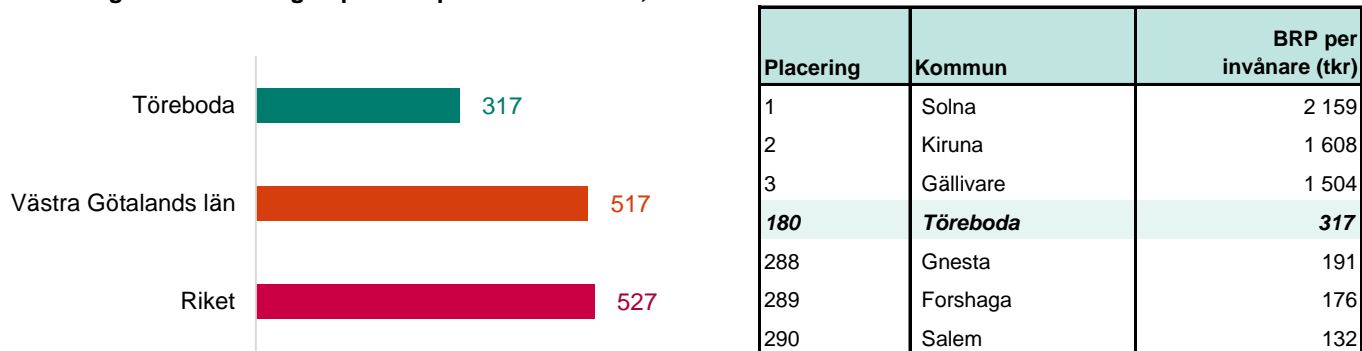 Töreboda 317
Västra Götalands län 517
Riket 527
Placering Kommun BRP per invånare (tkr)
1 Solna 2 159
2 Kiruna 1 608
3 Gällivare 1 504
180 Töreboda 317
288 Gnesta 191
289 Forshaga 176
290 Salem 132